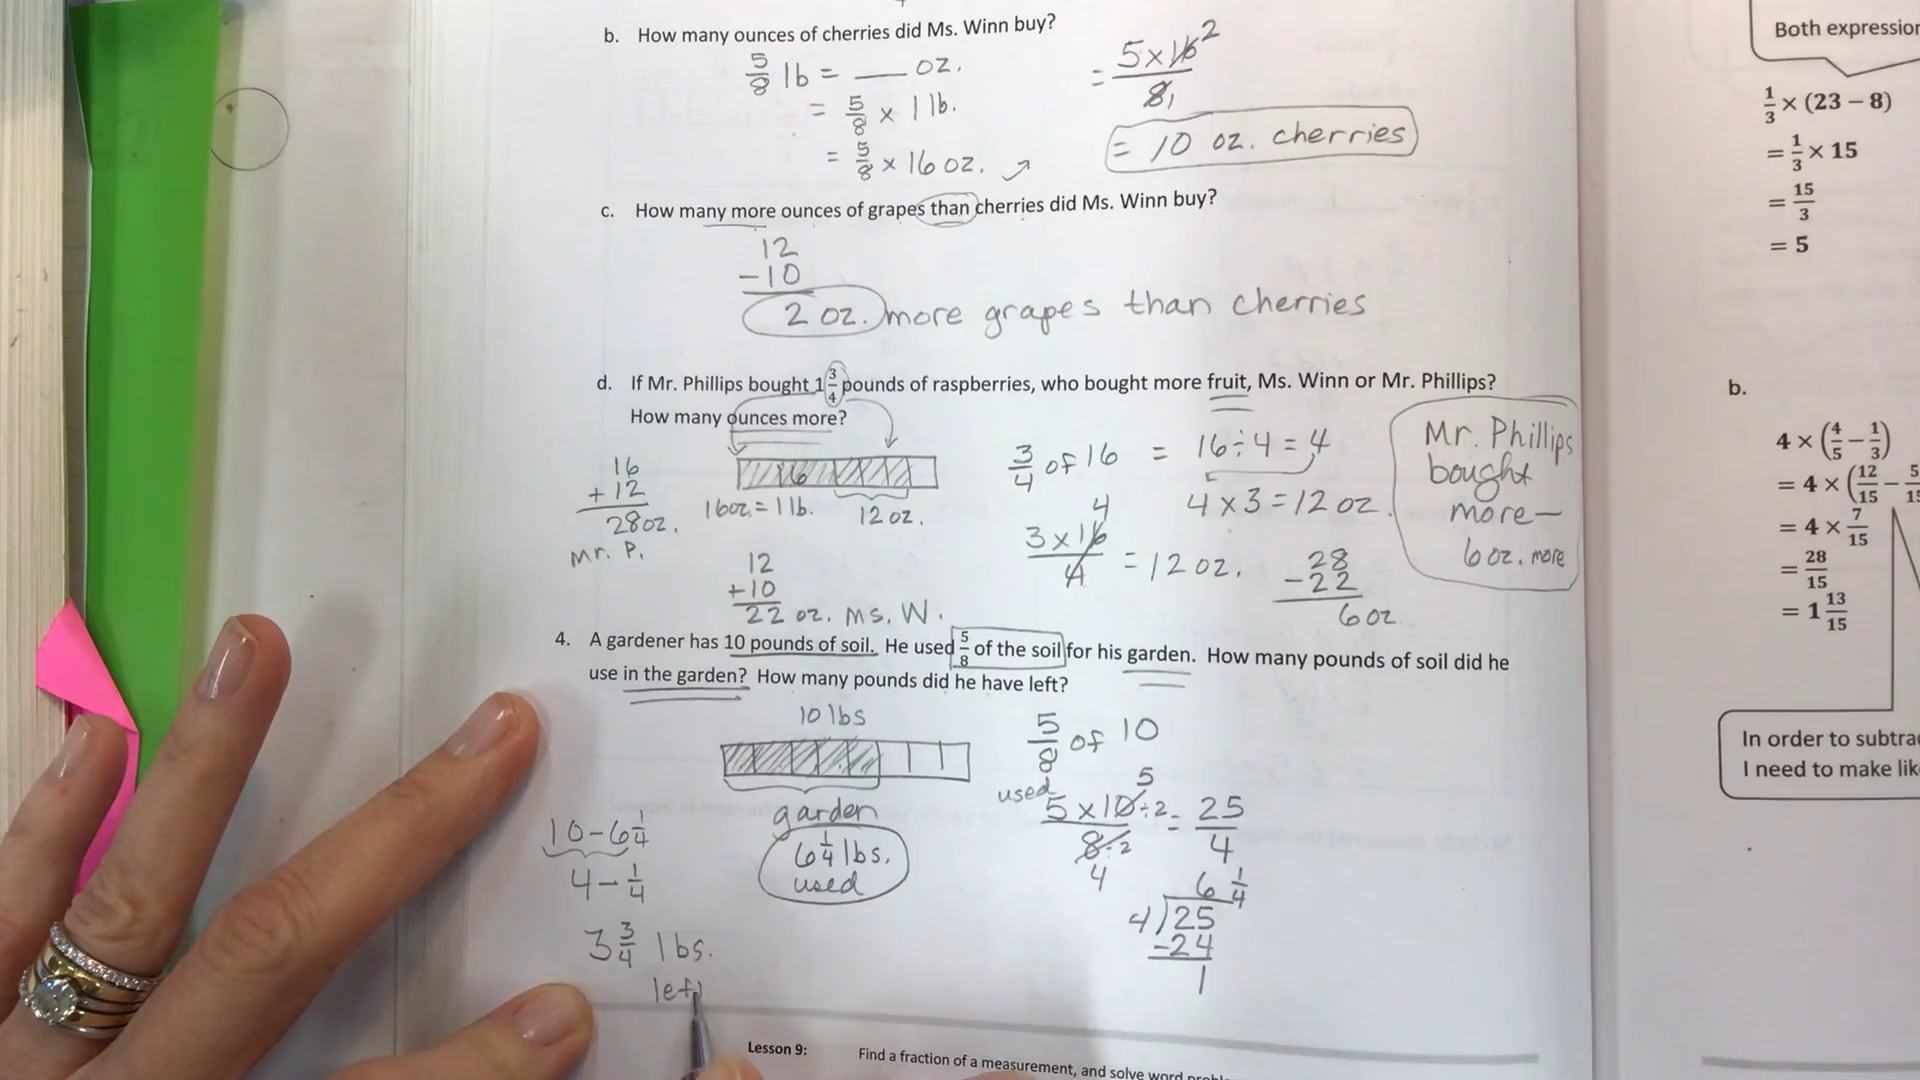 b. How many ounces of cherries did Ms. Winn buy?
5/8 lb = ___ oz.
= 5/8 × 1 lb.
= 5/8 × 16 oz.
= 5 × 16 2
8 1
= 10 oz. cherries
c. How many more ounces of grapes than cherries did Ms. Winn buy?
12
-10
2 oz. more grapes than cherries
d. If Mr. Phillips bought 1 3/4 pounds of raspberries, who bought more fruit, Ms. Winn or Mr. Phillips?
How many ounces more?
16
+12
28 oz.
Mr. P.
16
16 oz. = 1 lb. 12 oz.
12
+10
22 oz. Ms. W.
3/4 of 16 = 16 ÷ 4 = 4
4 × 3 = 12 oz.
4
3 × 16
4
= 12 oz.
28
-22
6 oz
Mr. Phillips
bought
more—
6 oz. more
4. A gardener has 10 pounds of soil. He used 5/8 of the soil for his garden. How many pounds of soil did he
use in the garden? How many pounds did he have left?
10 lbs
garden
6 1/4 lbs.
used
10 - 6 1/4
4 - 1/4
3 3/4 lbs.
left
5/8 of 10
used
5
5 × 10 ÷ 2 = 25
8 ÷ 2 4
4
6 1/4
4)25
-24
1
Lesson 9: Find a fraction of a measurement, and solve word
Both
1/3 × (23 – 8)
= 1/3 × 15
= 15/3
= 5
b.
4 × (4/5 – 1/3)
= 4 × (12/15 –
= 4 × 7/15
= 28/15
= 1 13/15
In order to
I need to make